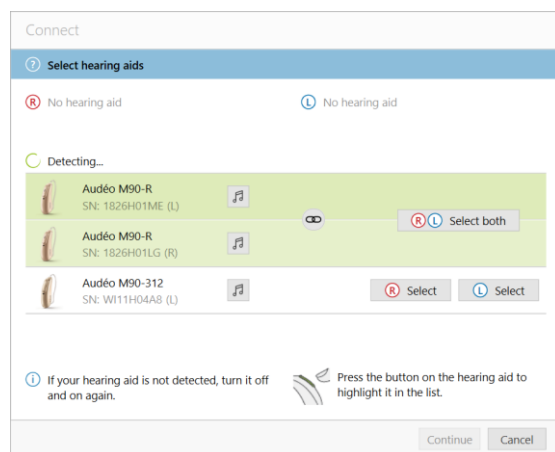 Connect
? Select hearing aids
R No hearing aid
L No hearing aid
Detecting...
Audéo M90-R
SN: 1826H01ME (L)
R L Select both
Audéo M90-R
SN: 1826H01LG (R)
Audéo M90-312
SN: WI11H04A8 (L)
R Select
L Select
i If your hearing aid is not detected, turn it off
and on again.
Press the button on the hearing aid to
highlight it in the list.
Continue
Cancel